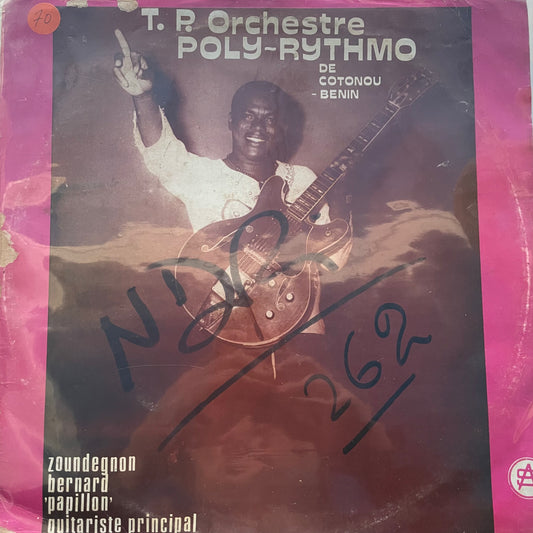 70
T. P. Orchestre
POLY-RYTHMO
DE
COTONOU
- BENIN
262
zoundegnon
bernard
'papillon'
guitariste principal